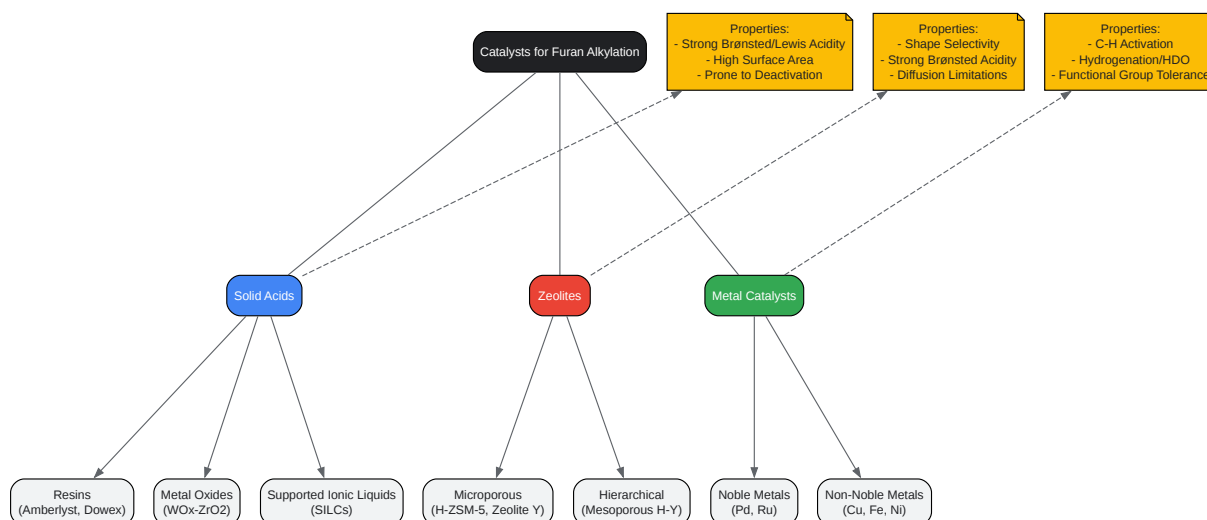 Catalysts for Furan Alkylation
Properties:
- Strong Brønsted/Lewis Acidity
- High Surface Area
- Prone to Deactivation
Properties:
- Shape Selectivity
- Strong Brønsted Acidity
- Diffusion Limitations
Properties:
- C-H Activation
- Hydrogenation/HDO
- Functional Group Tolerance
Solid Acids
Zeolites
Metal Catalysts
Resins
(Amberlyst, Dowex)
Metal Oxides
(WOx-ZrO2)
Supported Ionic Liquids
(SILCs)
Microporous
(H-ZSM-5, Zeolite Y)
Hierarchical
(Mesoporous H-Y)
Noble Metals
(Pd, Ru)
Non-Noble Metals
(Cu, Fe, Ni)